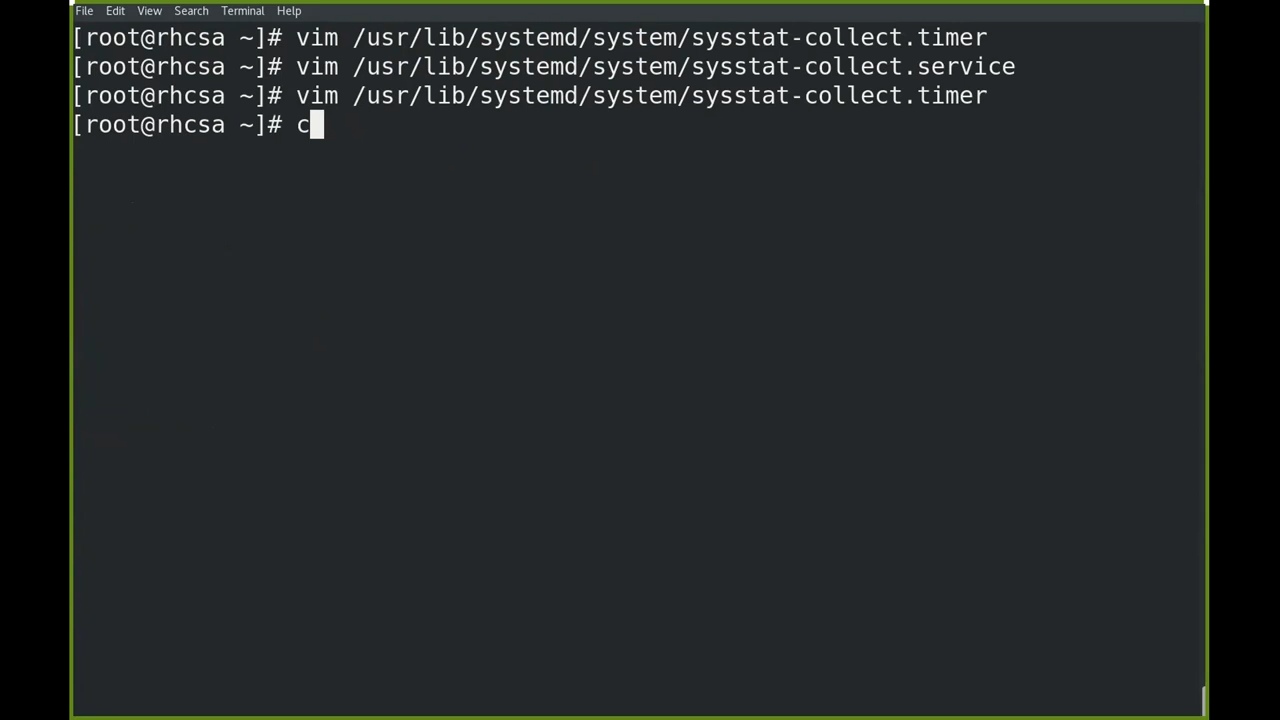 File Edit View Search Terminal Help
[root@rhcsa ~]# vim /usr/lib/systemd/system/sysstat-collect.timer
[root@rhcsa ~]# vim /usr/lib/systemd/system/sysstat-collect.service
[root@rhcsa ~]# vim /usr/lib/systemd/system/sysstat-collect.timer
[root@rhcsa ~]# c